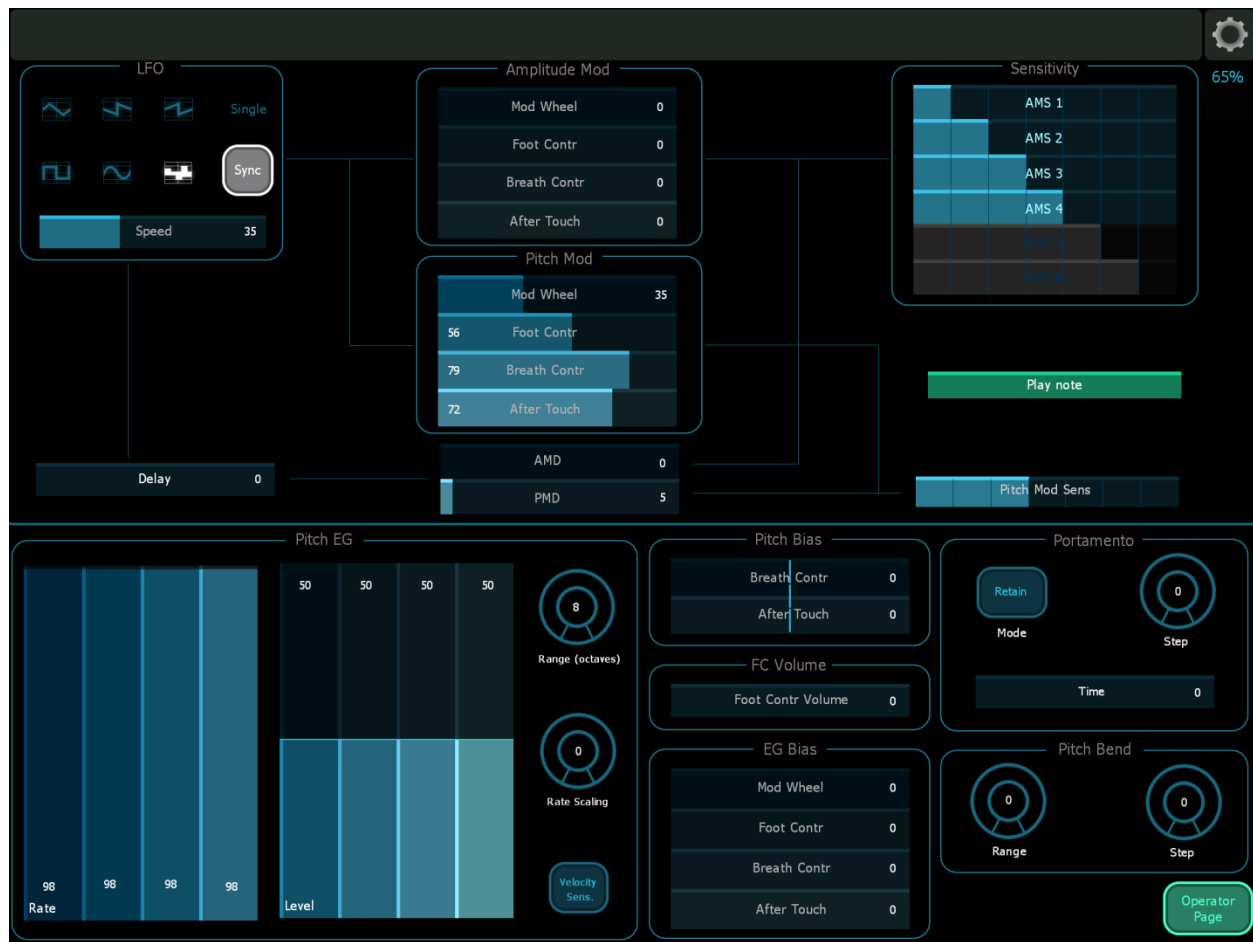 65%
LFO
Single
Sync
Speed 35
Amplitude Mod
Mod Wheel 0
Foot Contr 0
Breath Contr 0
After Touch 0
Pitch Mod
Mod Wheel 35
56 Foot Contr
79 Breath Contr
72 After Touch
Sensitivity
AMS 1
AMS 2
AMS 3
AMS 4
Play note
Delay 0
AMD 0
PMD 5
Pitch Mod Sens
Pitch EG
98 98 98 98
Rate
50 50 50 50
Level
8
Range (octaves)
0
Rate Scaling
Velocity
Sens.
Pitch Bias
Breath Contr 0
After Touch 0
FC Volume
Foot Contr Volume 0
EG Bias
Mod Wheel 0
Foot Contr 0
Breath Contr 0
After Touch 0
Portamento
Retain
Mode
0
Step
Time 0
Pitch Bend
0
Range
0
Step
Operator
Page